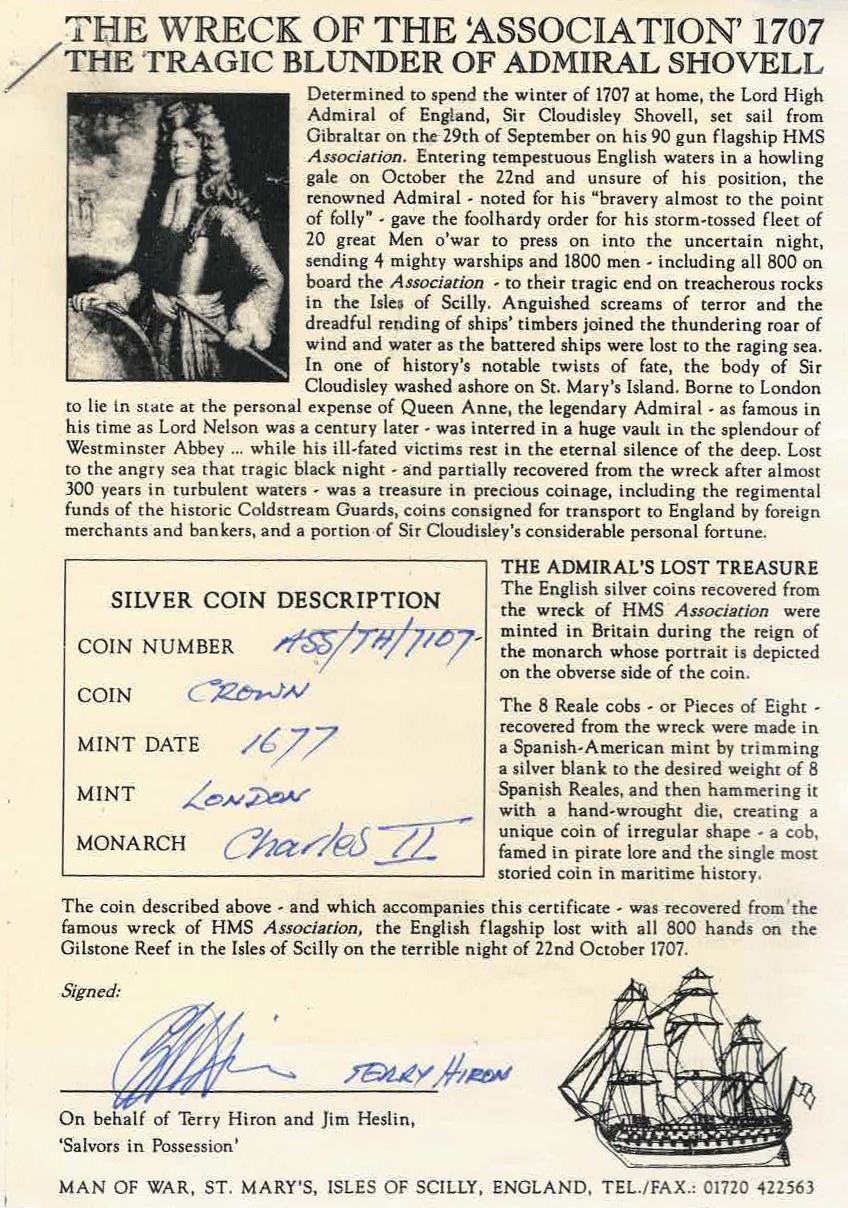 THE WRECK OF THE ‘ASSOCIATION’ 1707
THE TRAGIC BLUNDER OF ADMIRAL SHOVELL
Determined to spend the winter of 1707 at home, the Lord High
Admiral of England, Sir Cloudisley Shovell, set sail from
Gibraltar on the 29th of September on his 90 gun flagship HMS
Association. Entering tempestuous English waters in a howling
gale on October the 22nd and unsure of his position, the
renowned Admiral - noted for his “bravery almost to the point
of folly” - gave the foolhardy order for his storm-tossed fleet of
20 great Men o’war to press on into the uncertain night,
sending 4 mighty warships and 1800 men - including all 800 on
board the Association - to their tragic end on treacherous rocks
in the Isles of Scilly. Anguished screams of terror and the
dreadful rending of ships’ timbers joined the thundering roar of
wind and water as the battered ships were lost to the raging sea.
In one of history’s notable twists of fate, the body of Sir
Cloudisley washed ashore on St. Mary’s Island. Borne to London
to lie in state at the personal expense of Queen Anne, the legendary Admiral - as famous in
his time as Lord Nelson was a century later - was interred in a huge vault in the splendour of
Westminster Abbey ... while his ill-fated victims rest in the eternal silence of the deep. Lost
to the angry sea that tragic black night - and partially recovered from the wreck after almost
300 years in turbulent waters - was a treasure in precious coinage, including the regimental
funds of the historic Coldstream Guards, coins consigned for transport to England by foreign
merchants and bankers, and a portion of Sir Cloudisley’s considerable personal fortune.
SILVER COIN DESCRIPTION
COIN NUMBER ASS/TH/7107-
COIN CROWN
MINT DATE 1677
MINT LONDON
MONARCH Charles II
THE ADMIRAL’S LOST TREASURE
The English silver coins recovered from
the wreck of HMS Association were
minted in Britain during the reign of
the monarch whose portrait is depicted
on the obverse side of the coin.
The 8 Reale cobs - or Pieces of Eight -
recovered from the wreck were made in
a Spanish-American mint by trimming
a silver blank to the desired weight of 8
Spanish Reales, and then hammering it
with a hand-wrought die, creating a
unique coin of irregular shape - a cob,
famed in pirate lore and the single most
storied coin in maritime history.
The coin described above - and which accompanies this certificate - was recovered from the
famous wreck of HMS Association, the English flagship lost with all 800 hands on the
Gilstone Reef in the Isles of Scilly on the terrible night of 22nd October 1707.
Signed:
TERRY HIRON
On behalf of Terry Hiron and Jim Heslin,
‘Salvors in Possession’
MAN OF WAR, ST. MARY’S, ISLES OF SCILLY, ENGLAND, TEL./FAX.: 01720 422563